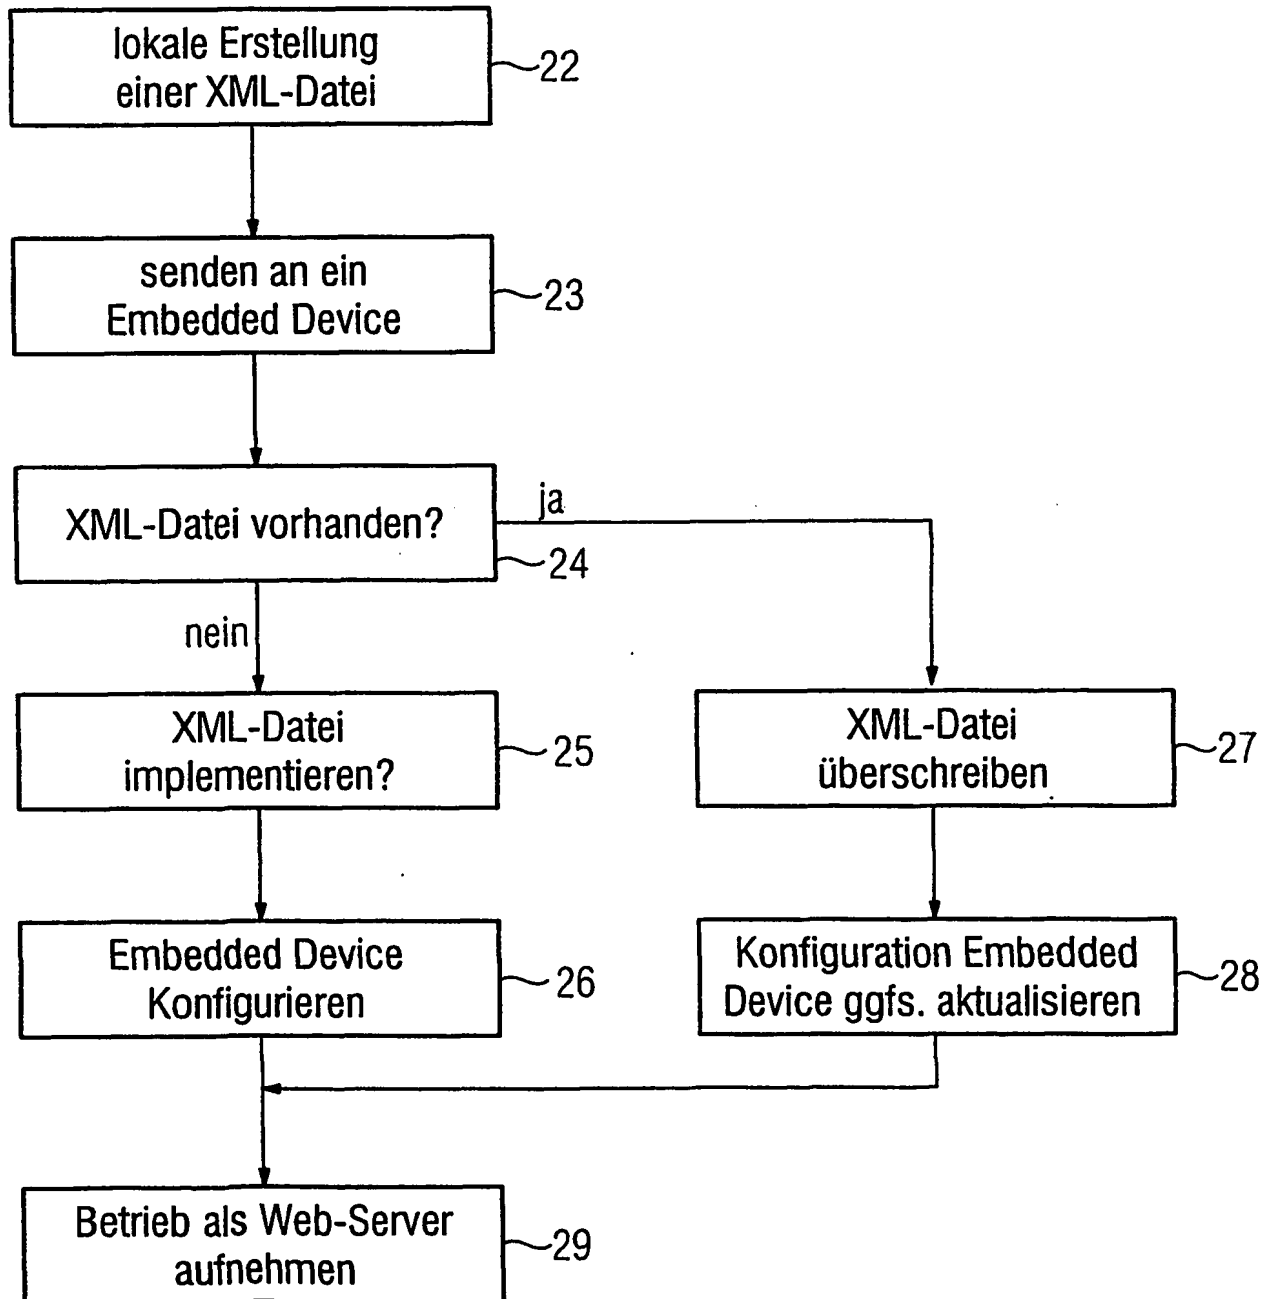 lokale Erstellung
einer XML-Datei
22
senden an ein
Embedded Device
23
XML-Datei vorhanden?
ja
24
nein
XML-Datei
implementieren?
25
XML-Datei
überschreiben
27
Embedded Device
Konfigurieren
26
Konfiguration Embedded
Device ggfs. aktualisieren
28
Betrieb als Web-Server
aufnehmen
29